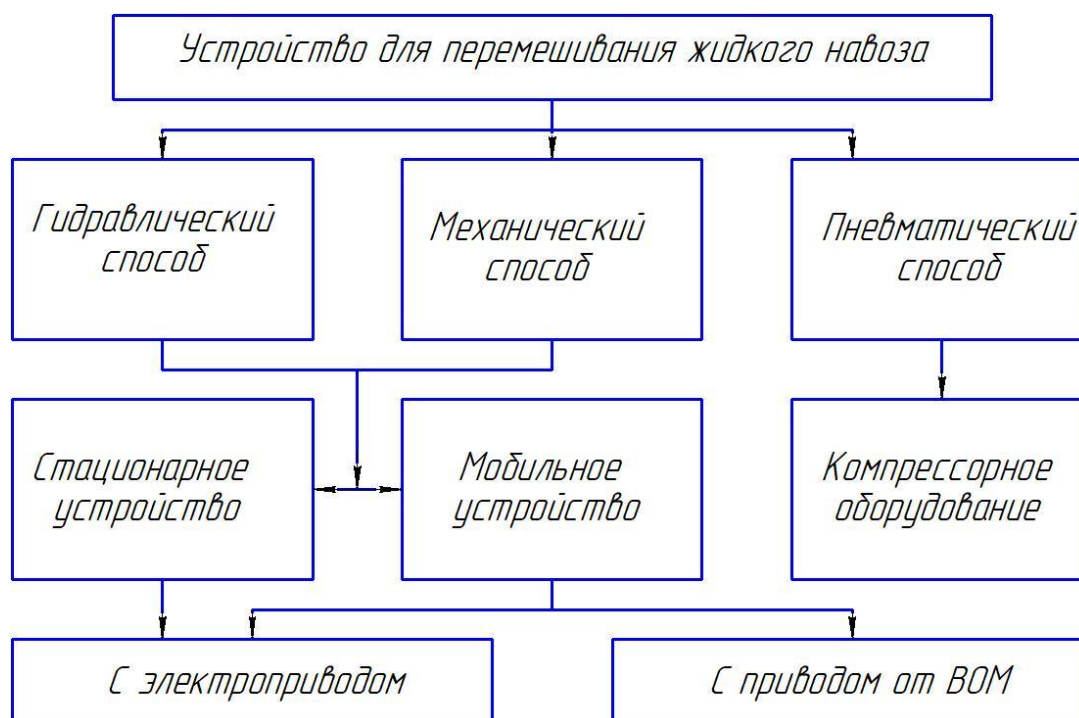 Устройство для перемешивания жидкого навоза
Гидравлический
способ
Механический
способ
Пневматический
способ
Стационарное
устройство
Мобильное
устройство
Компрессорное
оборудование
С электроприводом
С приводом от ВОМ